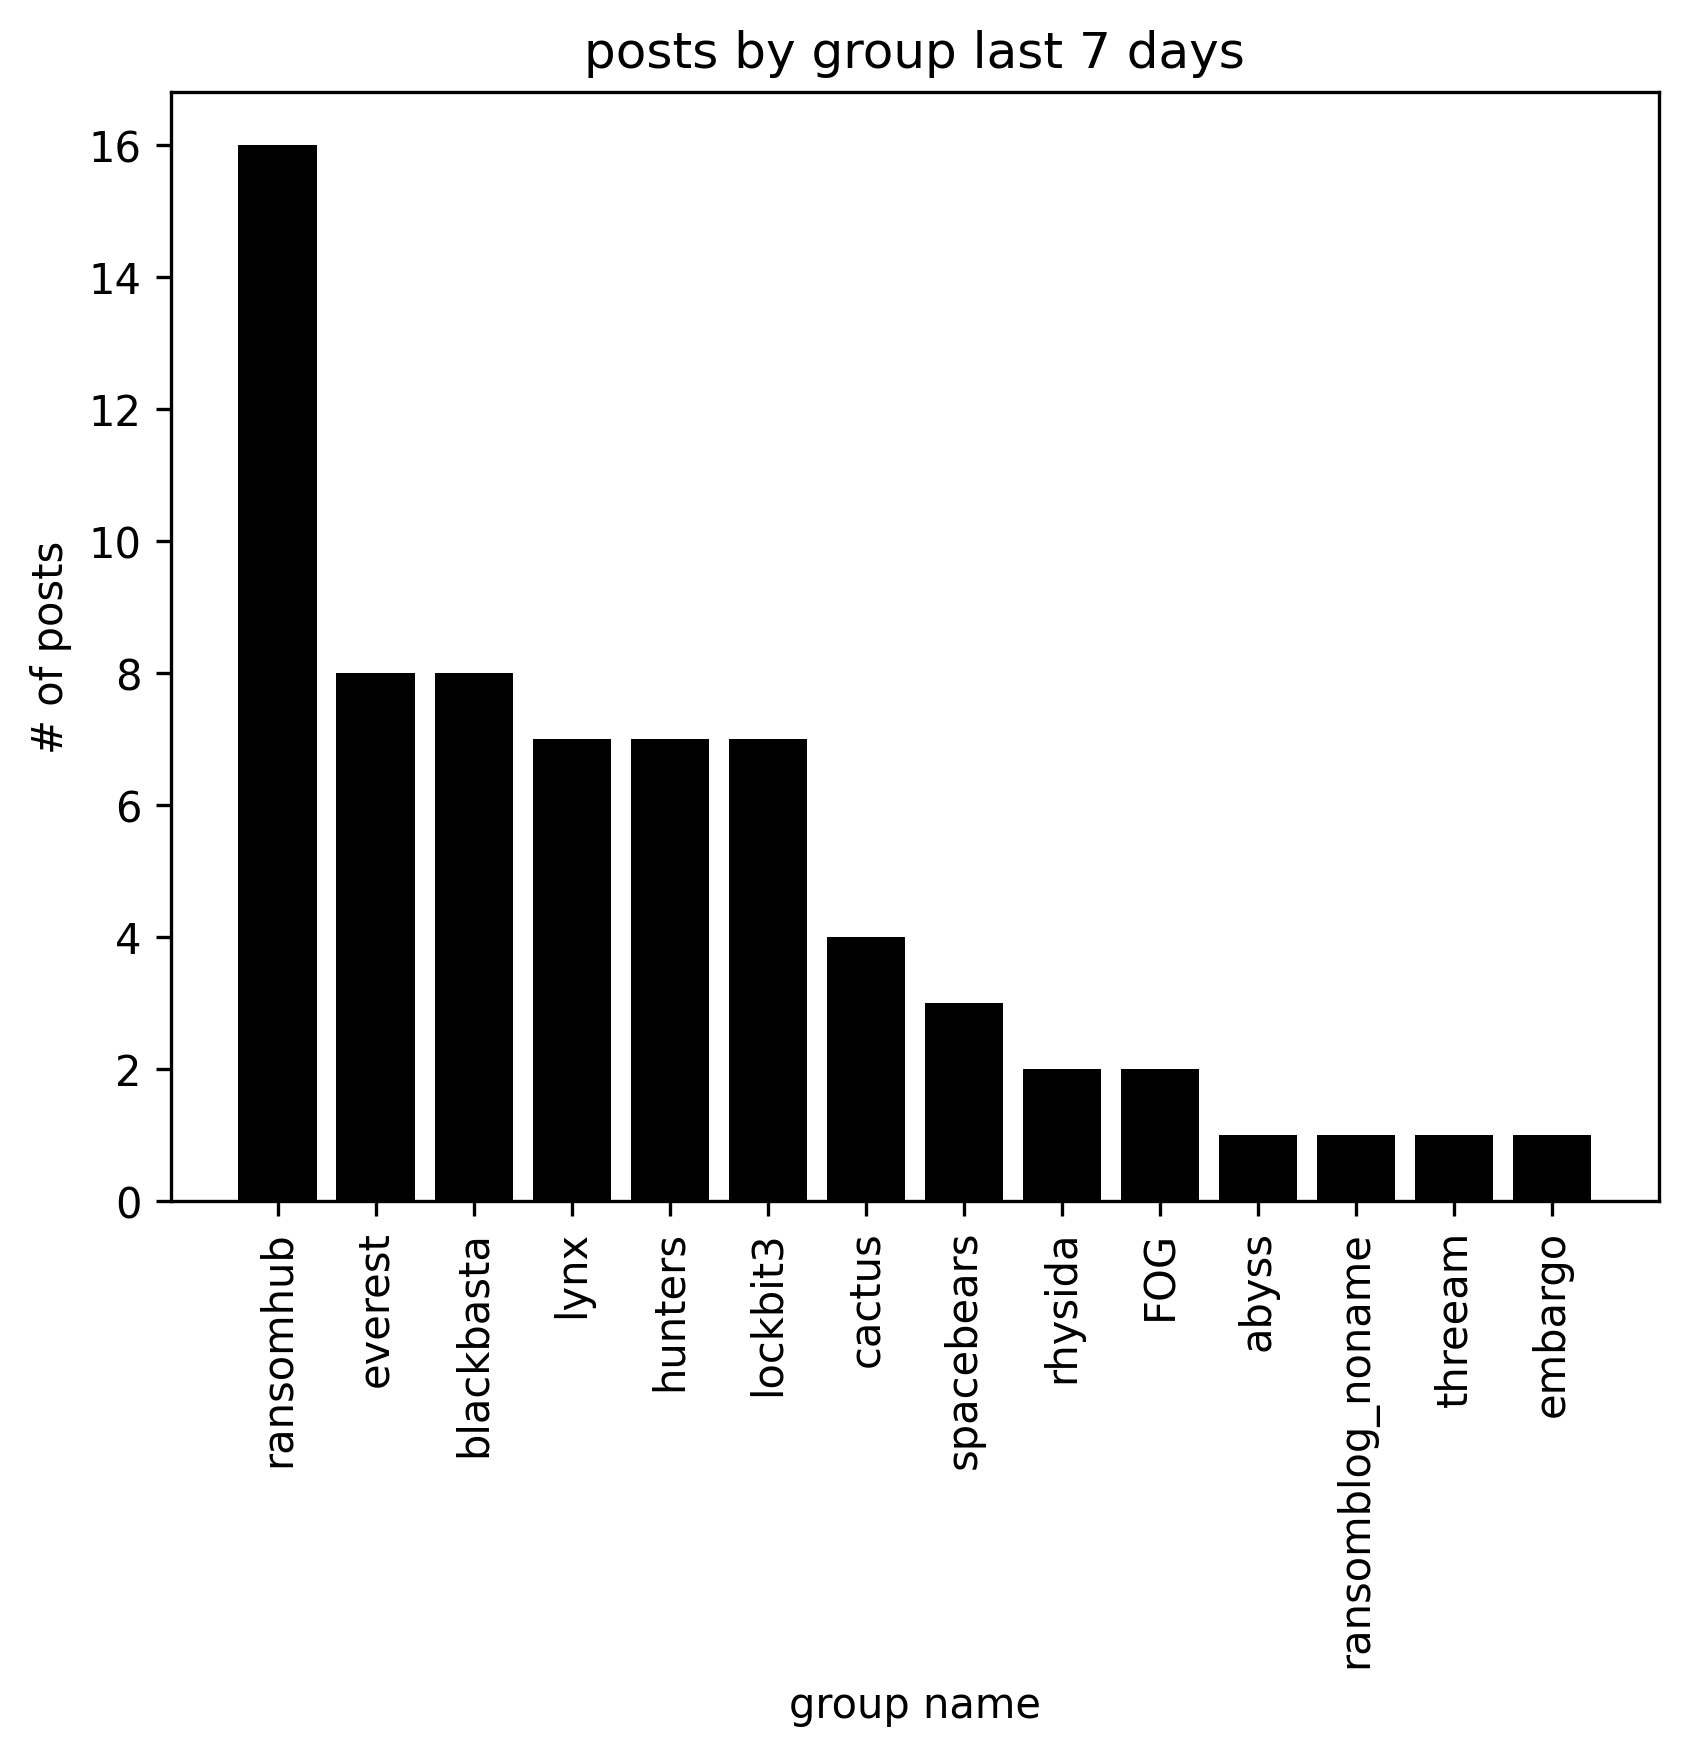 posts by group last 7 days
# of posts
16
14
12
10
8
6
4
2
0
ransomhub
everest
blackbasta
lynx
hunters
lockbit3
cactus
spacebears
rhysida
FOG
abyss
ransomblog_noname
threeam
embargo
group name